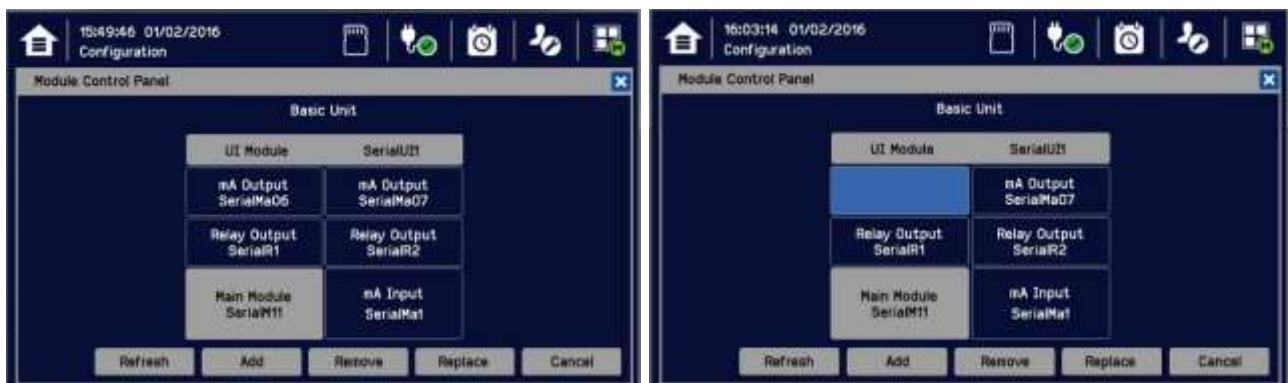 15:49:46 01/02/2016
Configuration
Module Control Panel
Basic Unit
UI Module SerialUI1
mA Output mA Output
SerialMa06 SerialMa07
Relay Output Relay Output
SerialR1 SerialR2
Main Module mA Input
SerialM11 SerialMa1
Refresh Add Remove Replace Cancel
16:03:14 01/02/2016
Configuration
Module Control Panel
Basic Unit
UI Module SerialUI1
mA Output
SerialMa07
Relay Output Relay Output
SerialR1 SerialR2
Main Module mA Input
SerialM11 SerialMa1
Refresh Add Remove Replace Cancel